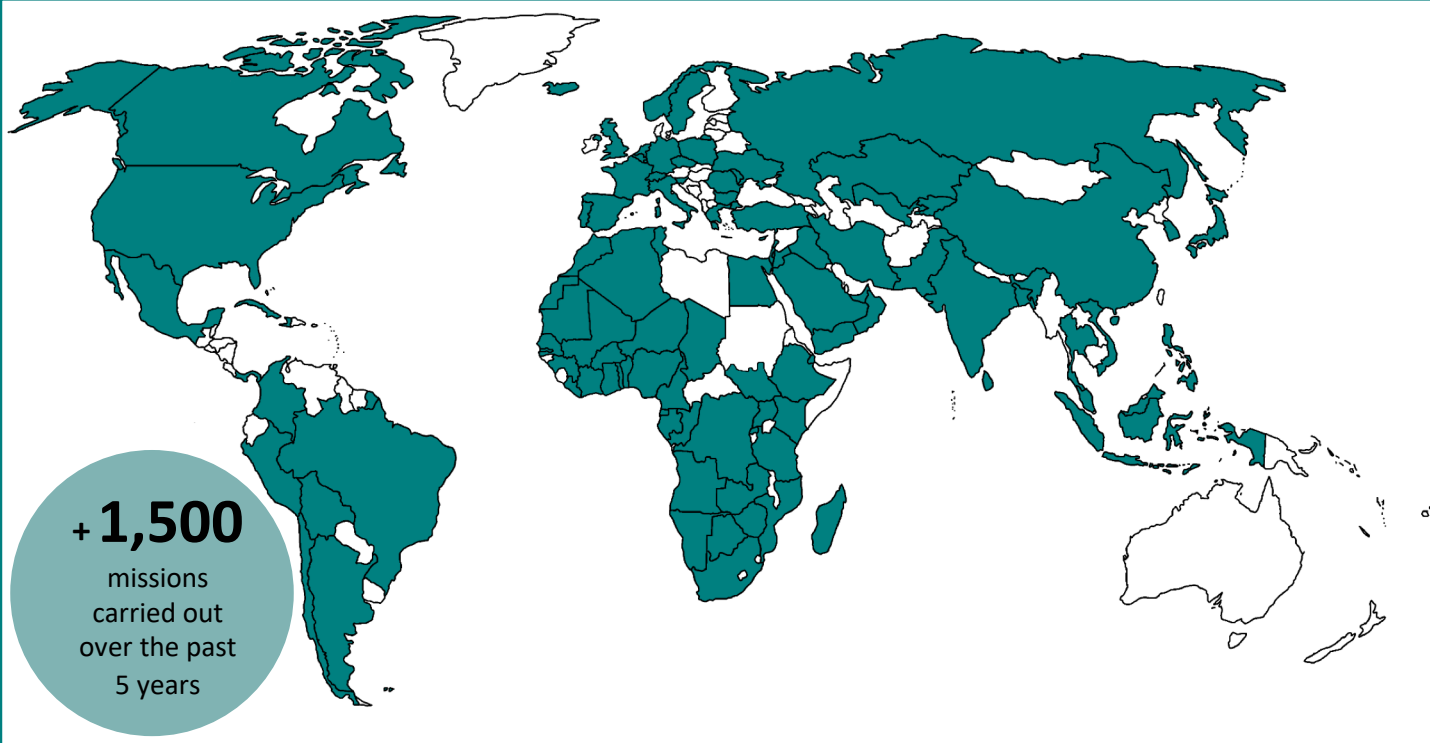 + 1,500
missions
carried out
over the past
5 years